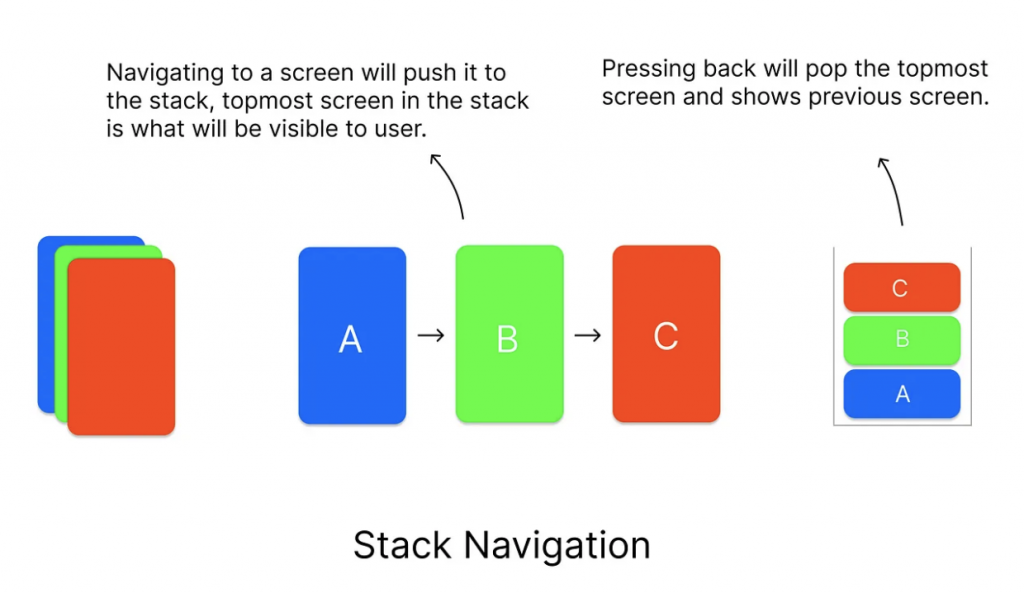 Navigating to a screen will push it to
the stack, topmost screen in the stack
is what will be visible to user.
Pressing back will pop the topmost
screen and shows previous screen.
A
B
C
C
B
A
Stack Navigation